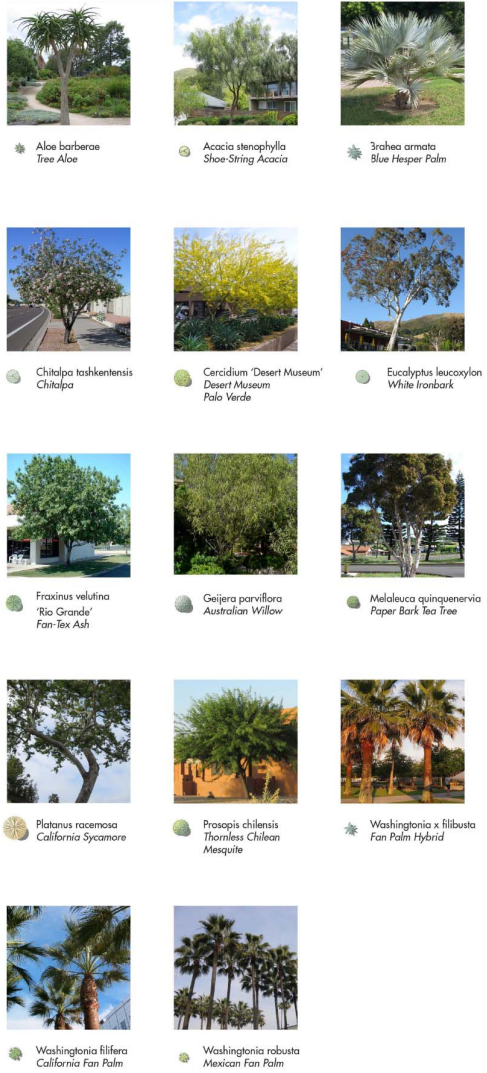 Aloe barberae
Tree Aloe
Acacia stenophylla
Shoe-String Acacia
Brahea armata
Blue Hesper Palm
Chitalpa tashkentensis
Chitalpa
Cercidium 'Desert Museum'
Desert Museum
Palo Verde
Eucalyptus leucoxylon
White Ironbark
Fraxinus velutina
'Rio Grande'
Fan-Tex Ash
Geijera parviflora
Australian Willow
Melaleuca quinquenervia
Paper Bark Tea Tree
Platanus racemosa
California Sycamore
Prosopis chilensis
Thornless Chilean
Mesquite
Washingtonia x filibusta
Fan Palm Hybrid
Washingtonia filifera
California Fan Palm
Washingtonia robusta
Mexican Fan Palm